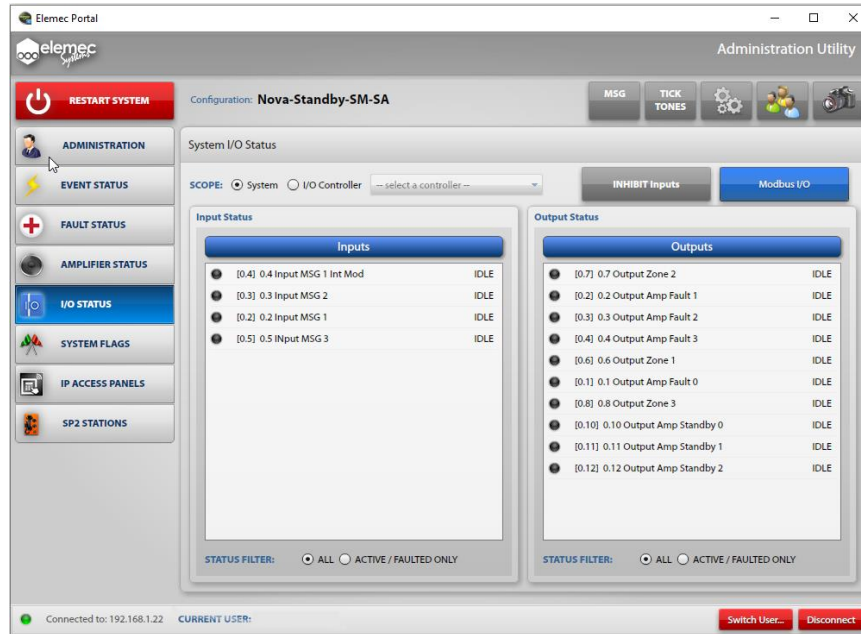 Elemec Portal
elemec
Systems
Administration Utility
RESTART SYSTEM
Configuration: Nova-Standby-SM-SA
MSG
TICK
TONES
ADMINISTRATION
EVENT STATUS
FAULT STATUS
AMPLIFIER STATUS
I/O STATUS
SYSTEM FLAGS
IP ACCESS PANELS
SP2 STATIONS
System I/O Status
SCOPE: System I/O Controller -- select a controller --
INHIBIT Inputs
Modbus I/O
Input Status
Inputs
[0.4] 0.4 Input MSG 1 Int Mod IDLE
[0.3] 0.3 Input MSG 2 IDLE
[0.2] 0.2 Input MSG 1 IDLE
[0.5] 0.5 INput MSG 3 IDLE
STATUS FILTER: ALL ACTIVE / FAULTED ONLY
Output Status
Outputs
[0.7] 0.7 Output Zone 2 IDLE
[0.2] 0.2 Output Amp Fault 1 IDLE
[0.3] 0.3 Output Amp Fault 2 IDLE
[0.4] 0.4 Output Amp Fault 3 IDLE
[0.6] 0.6 Output Zone 1 IDLE
[0.1] 0.1 Output Amp Fault 0 IDLE
[0.8] 0.8 Output Zone 3 IDLE
[0.10] 0.10 Output Amp Standby 0 IDLE
[0.11] 0.11 Output Amp Standby 1 IDLE
[0.12] 0.12 Output Amp Standby 2 IDLE
STATUS FILTER: ALL ACTIVE / FAULTED ONLY
Connected to: 192.168.1.22 CURRENT USER:
Switch User...
Disconnect